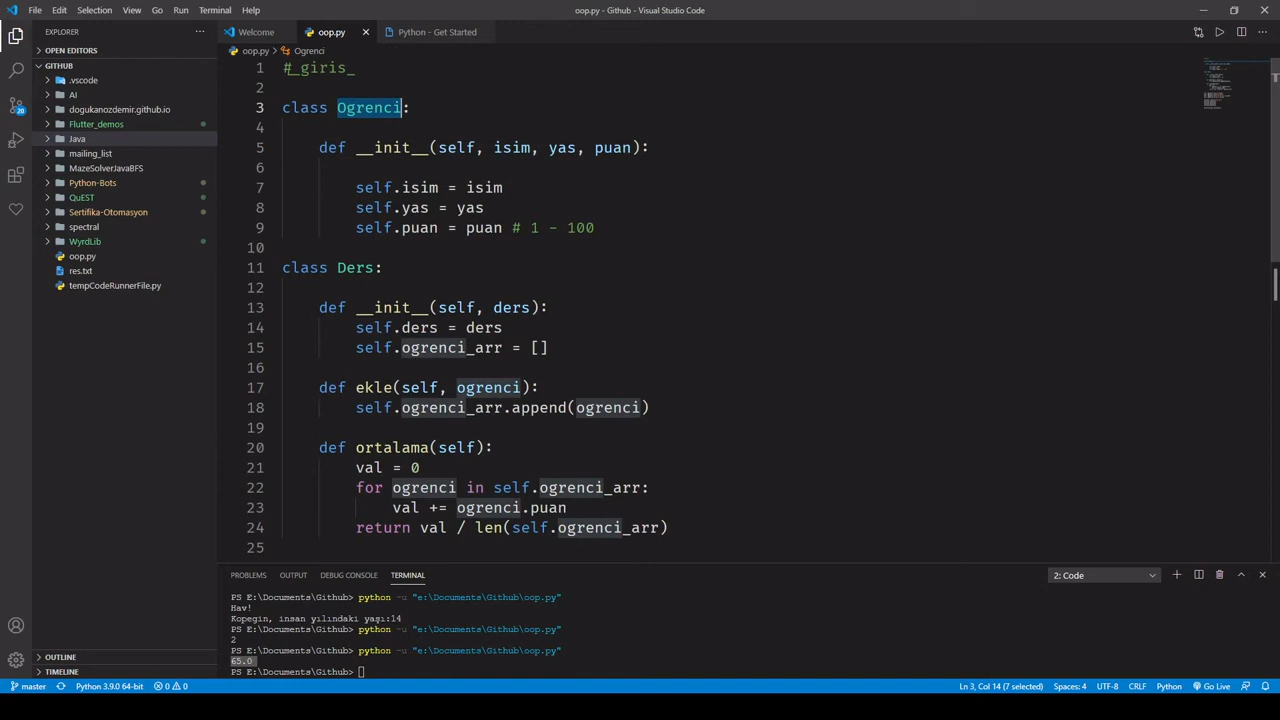 File Edit Selection View Go Run Terminal Help oop.py - Github - Visual Studio Code
EXPLORER ··· Welcome oop.py Python - Get Started
OPEN EDITORS
GITHUB
.vscode
AI
dogukanozdemir.github.io
Flutter_demos
Java
mailing_list
MazeSolverJavaBFS
Python-Bots
QuEST
Sertifika-Otomasyon
spectral
WyrdLib
oop.py
res.txt
tempCodeRunnerFile.py
OUTLINE
TIMELINE
20
oop.py > Ogrenci
1 #_giris_
2
3 class Ogrenci:
4
5 def __init__(self, isim, yas, puan):
6
7 self.isim = isim
8 self.yas = yas
9 self.puan = puan # 1 - 100
10
11 class Ders:
12
13 def __init__(self, ders):
14 self.ders = ders
15 self.ogrenci_arr = []
16
17 def ekle(self, ogrenci):
18 self.ogrenci_arr.append(ogrenci)
19
20 def ortalama(self):
21 val = 0
22 for ogrenci in self.ogrenci_arr:
23 val += ogrenci.puan
24 return val / len(self.ogrenci_arr)
25
PROBLEMS OUTPUT DEBUG CONSOLE TERMINAL 2: Code
PS E:\Documents\Github> python -u "e:\Documents\Github\oop.py"
Hav!
Kopegin, insan yılındaki yaşı:14
PS E:\Documents\Github> python -u "e:\Documents\Github\oop.py"
2
PS E:\Documents\Github> python -u "e:\Documents\Github\oop.py"
65.0
PS E:\Documents\Github>
master Python 3.9.0 64-bit 0 0 Ln 3, Col 14 (7 selected) Spaces: 4 UTF-8 CRLF Python Go Live